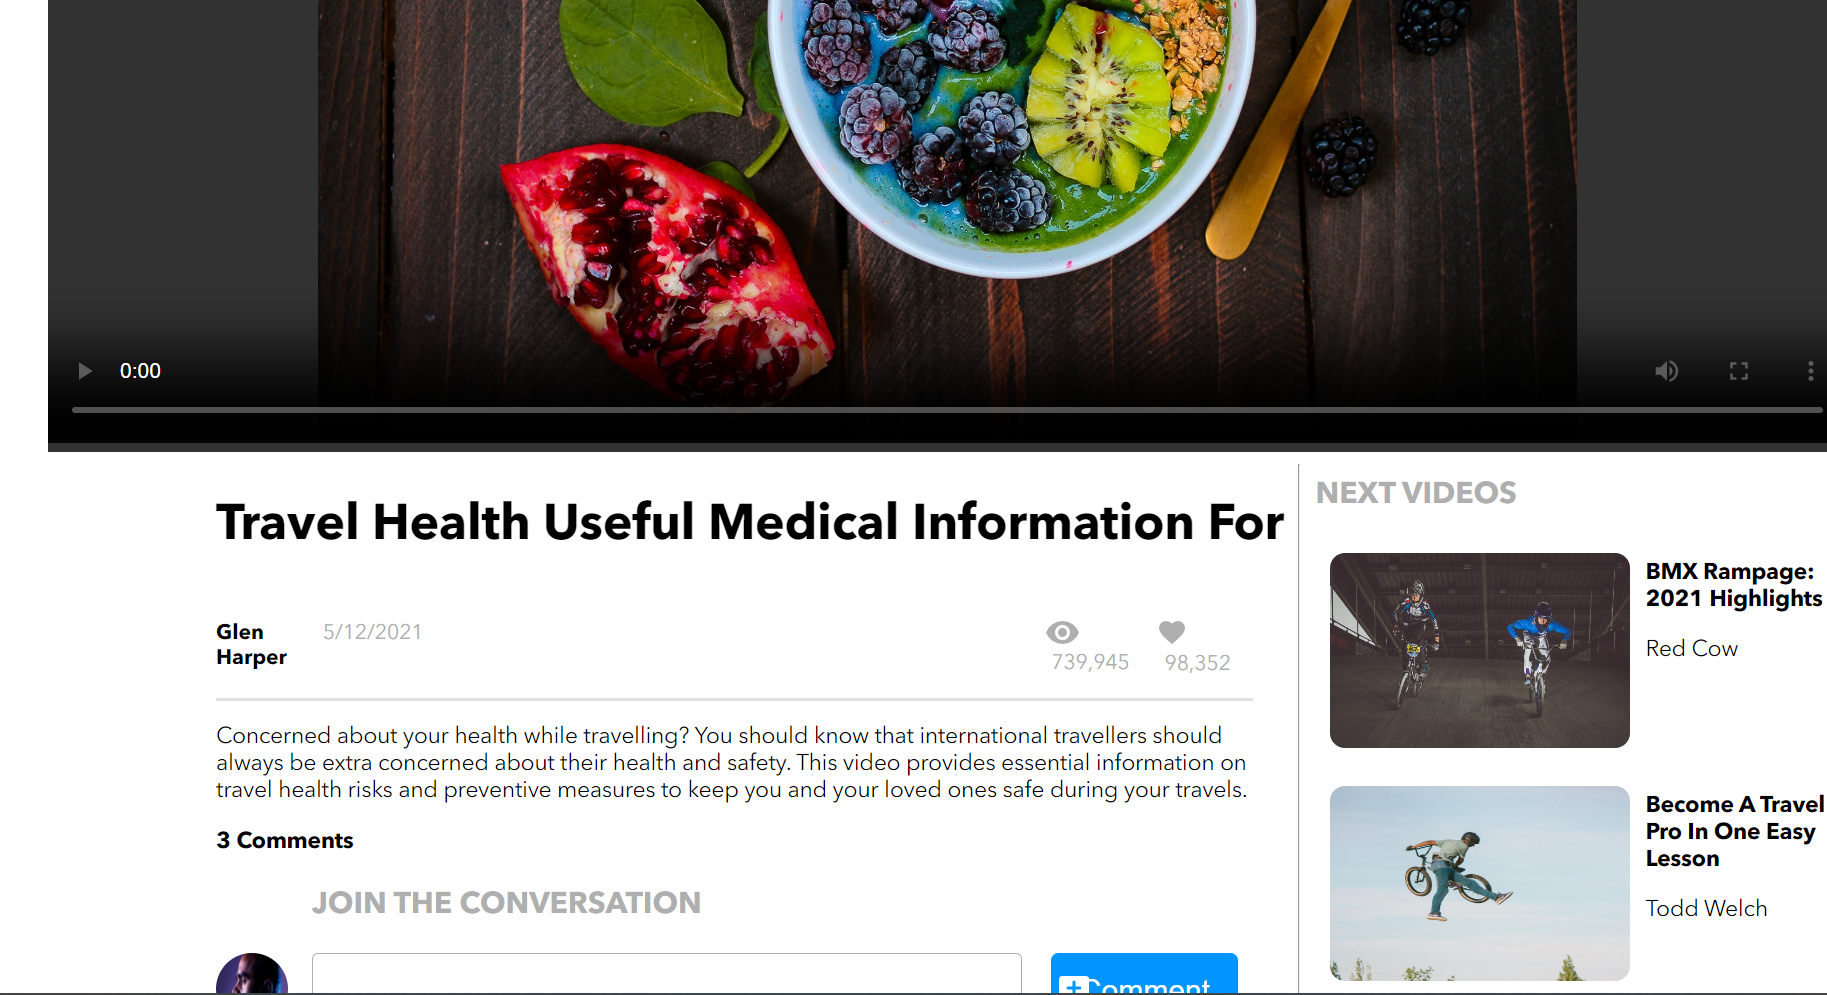 0:00
Travel Health Useful Medical Information For
Glen
Harper
5/12/2021
739,945
98,352
Concerned about your health while travelling? You should know that international travellers should
always be extra concerned about their health and safety. This video provides essential information on
travel health risks and preventive measures to keep you and your loved ones safe during your travels.
3 Comments
JOIN THE CONVERSATION
Comment
NEXT VIDEOS
BMX Rampage:
2021 Highlights
Red Cow
Become A Travel
Pro In One Easy
Lesson
Todd Welch